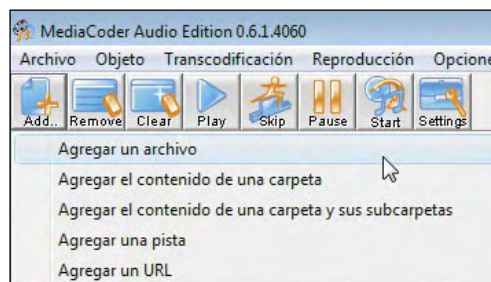 MediaCoder Audio Edition 0.6.1.4060
Archivo Objeto Transcodificación Reproducción Opcione
Add.. Remove Clear Play Skip Pause Start Settings
Agregar un archivo
Agregar el contenido de una carpeta
Agregar el contenido de una carpeta y sus subcarpetas
Agregar una pista
Agregar un URL